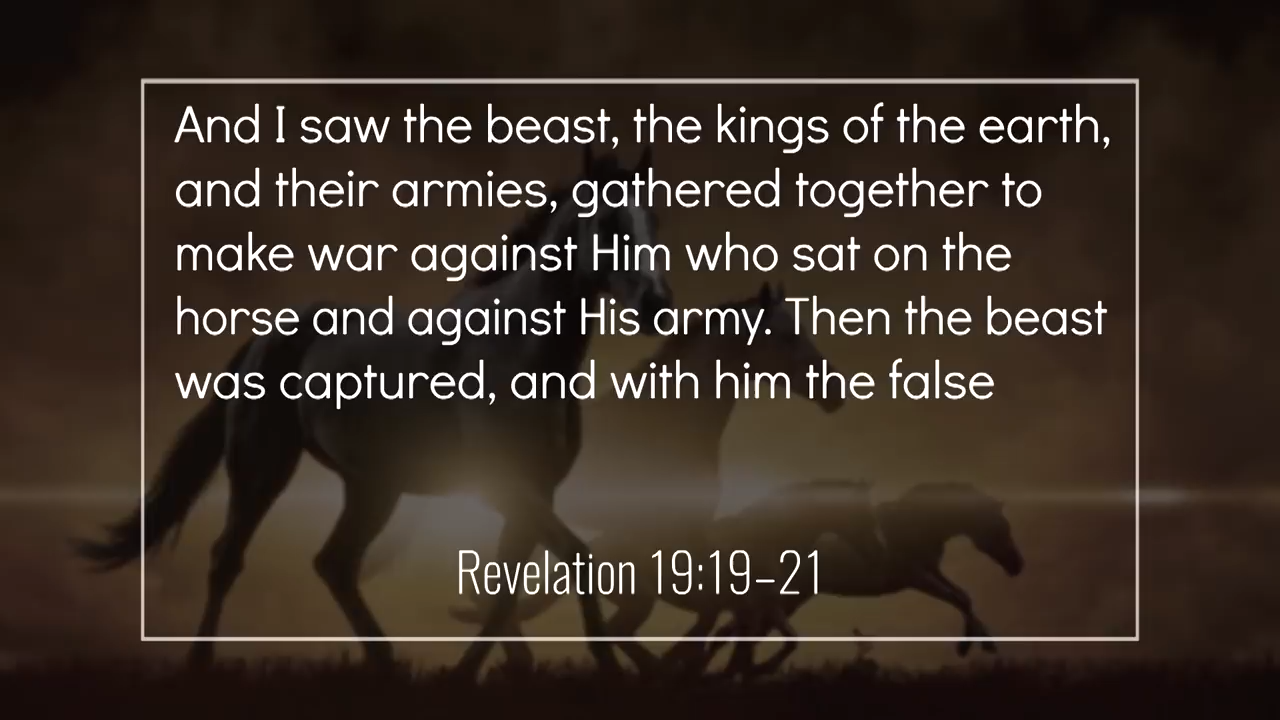 And I saw the beast, the kings of the earth,
and their armies, gathered together to
make war against Him who sat on the
horse and against His army. Then the beast
was captured, and with him the false
Revelation 19:19–21